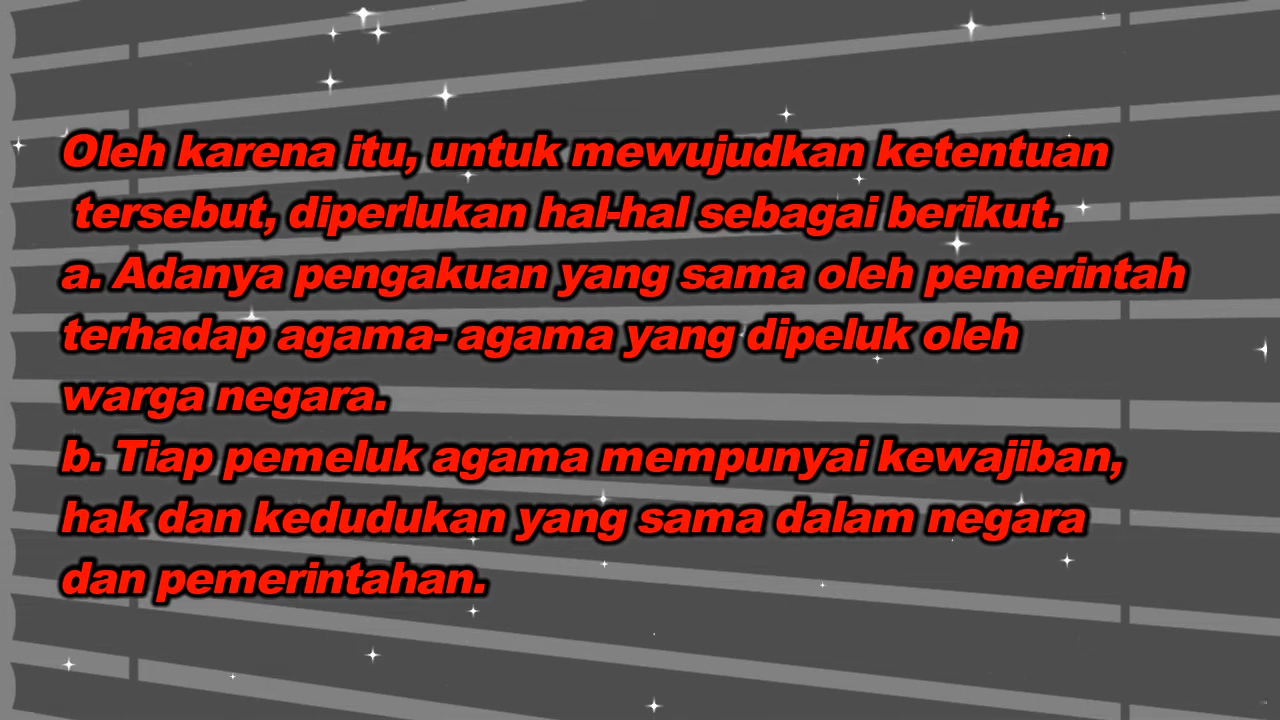 Oleh karena itu, untuk mewujudkan ketentuan
tersebut, diperlukan hal-hal sebagai berikut.
a. Adanya pengakuan yang sama oleh pemerintah
terhadap agama- agama yang dipeluk oleh
warga negara.
b. Tiap pemeluk agama mempunyai kewajiban,
hak dan kedudukan yang sama dalam negara
dan pemerintahan.